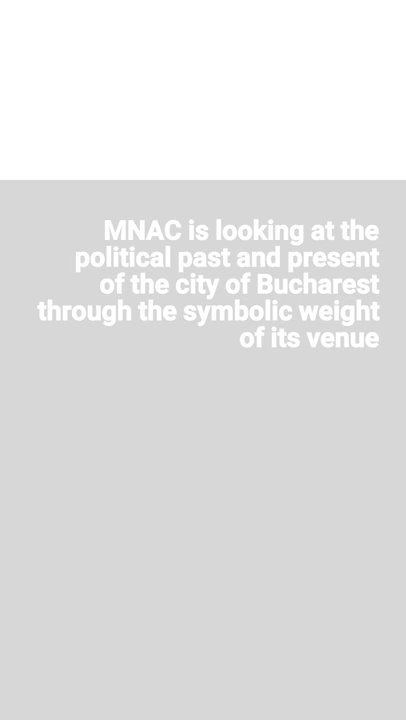 MNAC is looking at the
political past and present
of the city of Bucharest
through the symbolic weight
of its venue